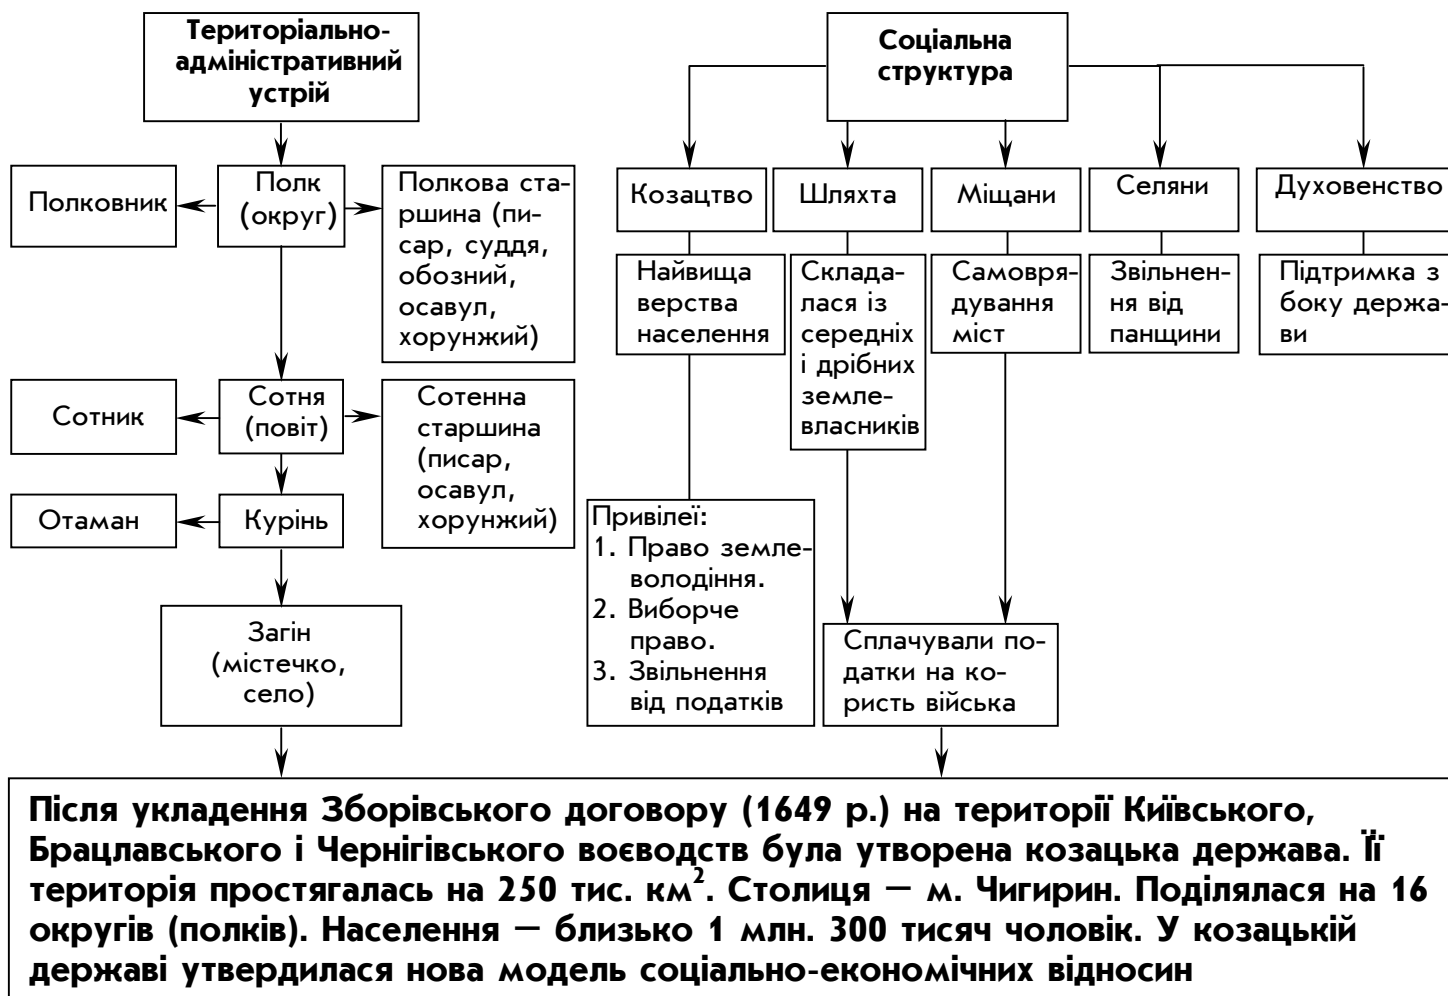 Територіально-
адміністративний
устрій
Полковник
Полк
(округ)
Полкова ста-
ршина (пи-
сар, суддя,
обозний,
осавул,
хорунжий)
Сотник
Сотня
(повіт)
Сотенна
старшина
(писар,
осавул,
хорунжий)
Отаман
Курінь
Загін
(містечко,
село)
Соціальна
структура
Козацтво
Шляхта
Міщани
Селяни
Духовенство
Найвища
верства
населення
Склада-
лася із
середніх
і дрібних
земле-
власників
Самовря-
дування
міст
Звільнен-
ня від
панщини
Підтримка з
боку держа-
ви
Привілеї:
1. Право земле-
володіння.
2. Виборче
право.
3. Звільнення
від податків
Сплачували по-
датки на ко-
ристь війська
Після укладення Зборівського договору (1649 р.) на території Київського,
Брацлавського і Чернігівського воєводств була утворена козацька держава. Її
територія простягалась на 250 тис. км². Столиця – м. Чигирин. Поділялася на 16
округів (полків). Населення – близько 1 млн. 300 тисяч чоловік. У козацькій
державі утвердилася нова модель соціально-економічних відносин